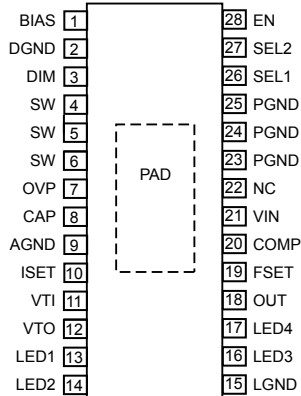 BIAS 1 28 EN
DGND 2 27 SEL2
DIM 3 26 SEL1
SW 4 25 PGND
SW 5 24 PGND
SW 6 23 PGND
PAD
OVP 7 22 NC
CAP 8 21 VIN
AGND 9 20 COMP
ISET 10 19 FSET
VTI 11 18 OUT
VTO 12 17 LED4
LED1 13 16 LED3
LED2 14 15 LGND